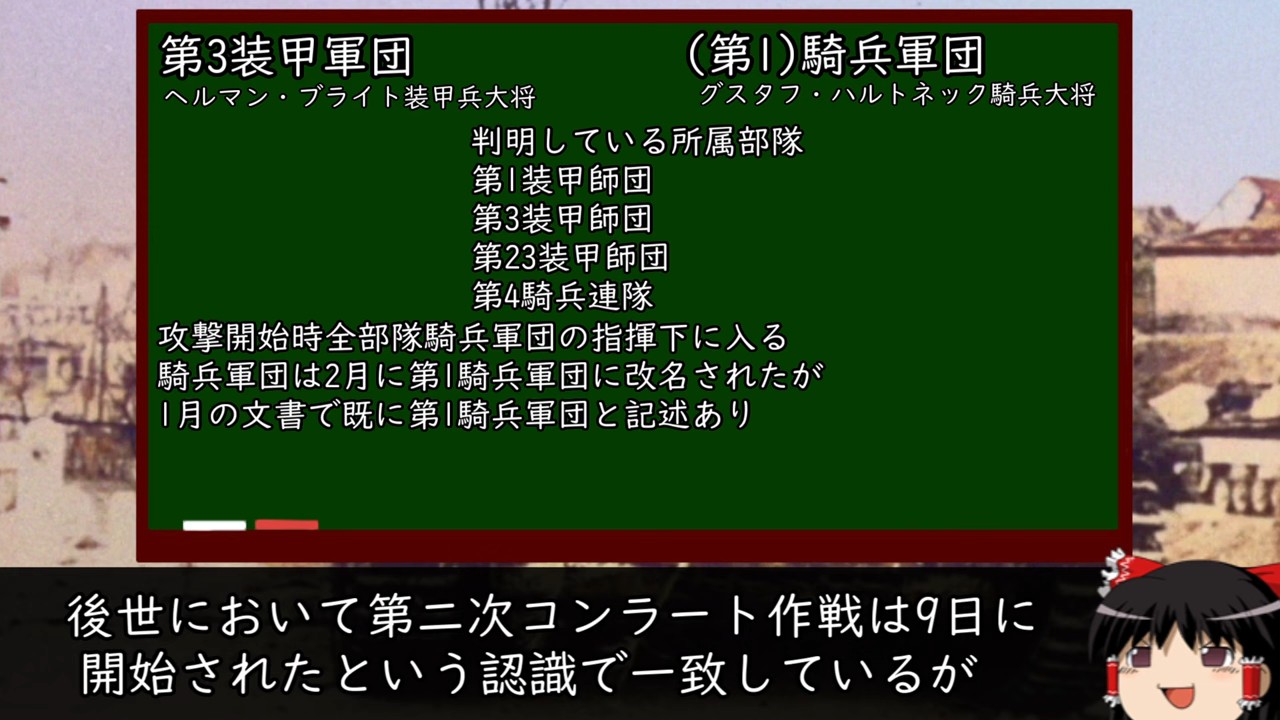 第3装甲軍団
(第1)騎兵軍団
ヘルマン・ブライト装甲兵大将
グスタフ・ハルトネック騎兵大将
判明している所属部隊
第1装甲師団
第3装甲師団
第23装甲師団
第4騎兵連隊
攻撃開始時全部隊騎兵軍団の指揮下に入る
騎兵軍団は2月に第1騎兵軍団に改名されたが
1月の文書で既に第1騎兵軍団と記述あり
後世において第二次コンラート作戦は9日に
開始されたという認識で一致しているが